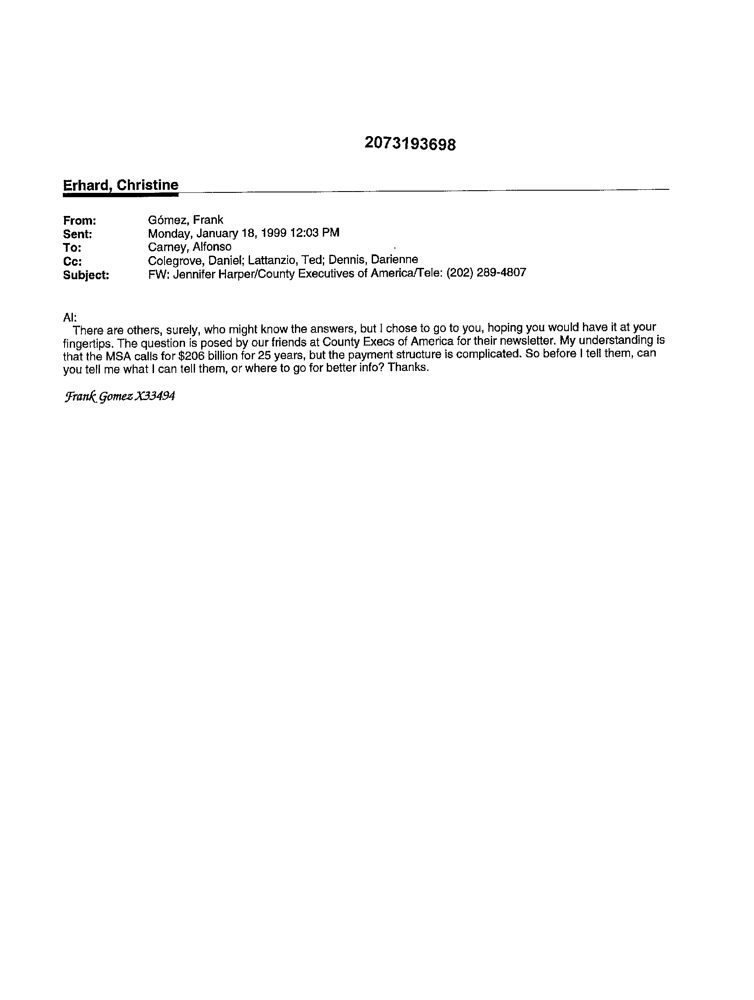 2073193698
Erhard, Christine
From: Gómez, Frank
Sent: Monday, January 18, 1999 12:03 PM
To: Carney, Alfonso
Cc: Colegrove, Daniel; Lattanzio, Ted; Dennis, Darienne
Subject: FW: Jennifer Harper/County Executives of America/Tele: (202) 289-4807
Al:
There are others, surely, who might know the answers, but I chose to go to you, hoping you would have it at your
fingertips. The question is posed by our friends at County Execs of America for their newsletter. My understanding is
that the MSA calls for $206 billion for 25 years, but the payment structure is complicated. So before I tell them, can
you tell me what I can tell them, or where to go for better info? Thanks.
Frank Gomez X33494